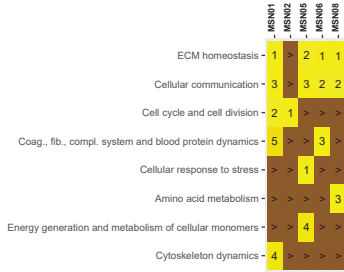 MSN01 MSN02 MSN05 MSN06 MSN08
ECM homeostasis 1 > 2 1 1
Cellular communication 3 > 3 2 2
Cell cycle and cell division 2 1 > > >
Coag., fib., compl. system and blood protein dynamics 5 > > 3 >
Cellular response to stress > > 1 > >
Amino acid metabolism > > > > 3
Energy generation and metabolism of cellular monomers > > 4 > >
Cytoskeleton dynamics 4 > > > >